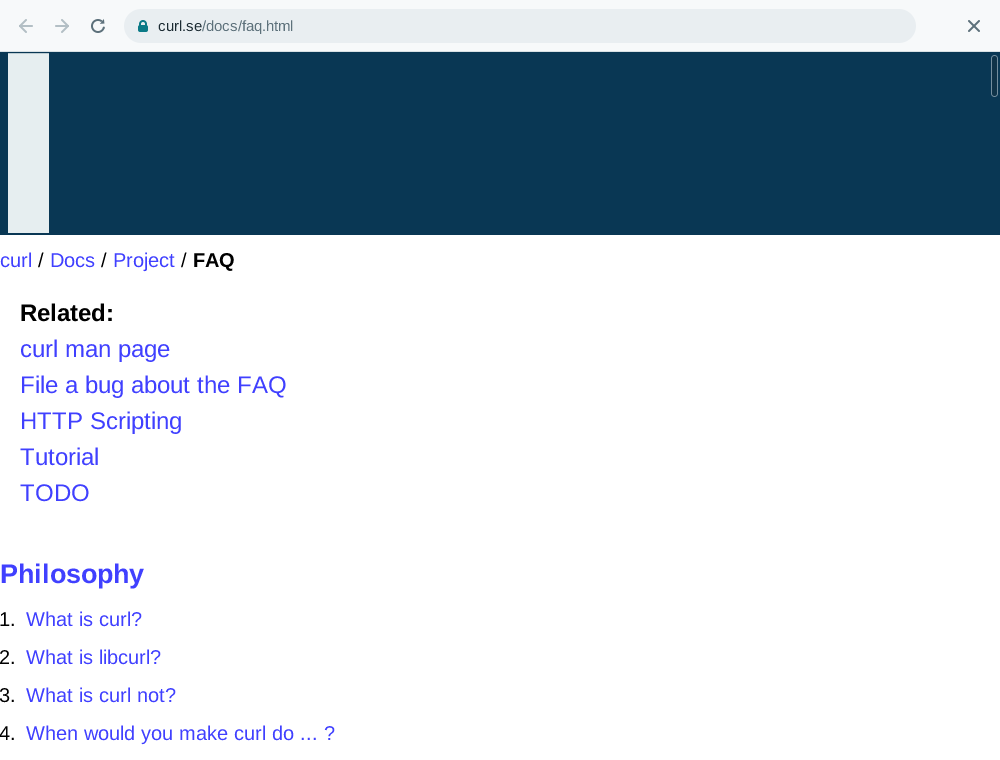 curl.se/docs/faq.html
curl / Docs / Project / FAQ
Related:
curl man page
File a bug about the FAQ
HTTP Scripting
Tutorial
TODO
Philosophy
1. What is curl?
2. What is libcurl?
3. What is curl not?
4. When would you make curl do ... ?